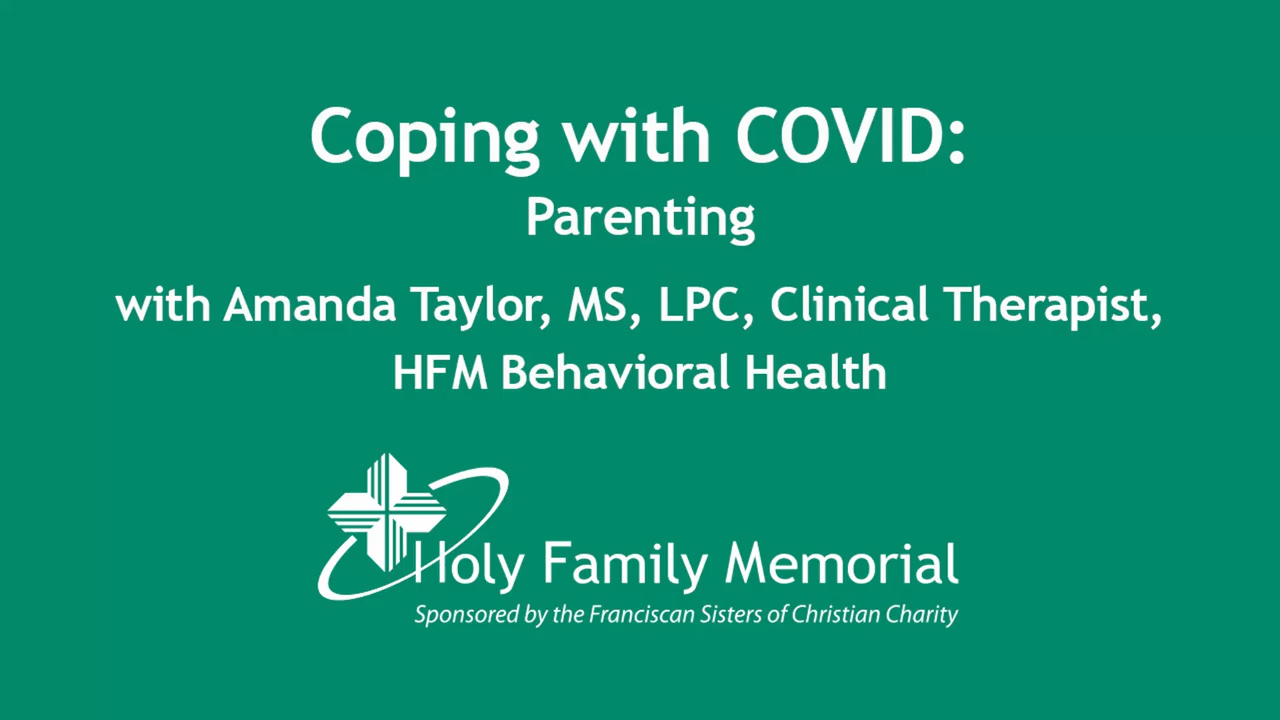 Coping with COVID:
Parenting
with Amanda Taylor, MS, LPC, Clinical Therapist,
HFM Behavioral Health
Holy Family Memorial
Sponsored by the Franciscan Sisters of Christian Charity